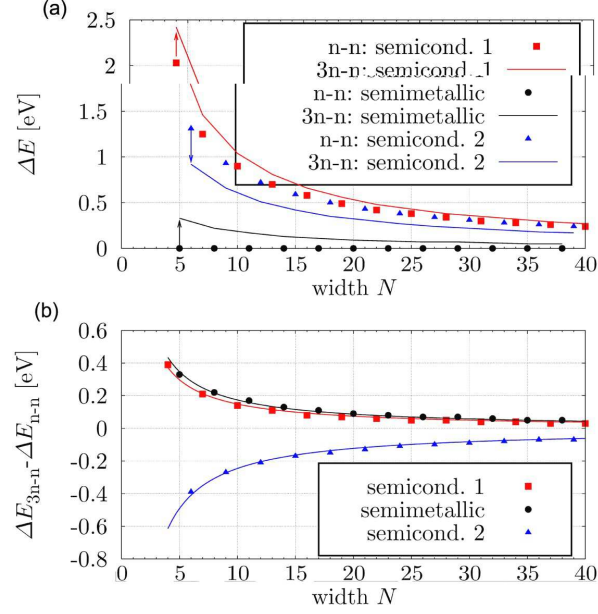 (a)
2.5
2
1.5
1
0.5
0
ΔE [eV]
n-n: semicond. 1
3n-n: semicond. 1
n-n: semimetallic
3n-n: semimetallic
n-n: semicond. 2
3n-n: semicond. 2
0 5 10 15 20 25 30 35 40
width N
(b)
0.6
0.4
0.2
0
-0.2
-0.4
-0.6
-0.8
ΔE3n-n-ΔEn-n [eV]
semicond. 1
semimetallic
semicond. 2
0 5 10 15 20 25 30 35 40
width N